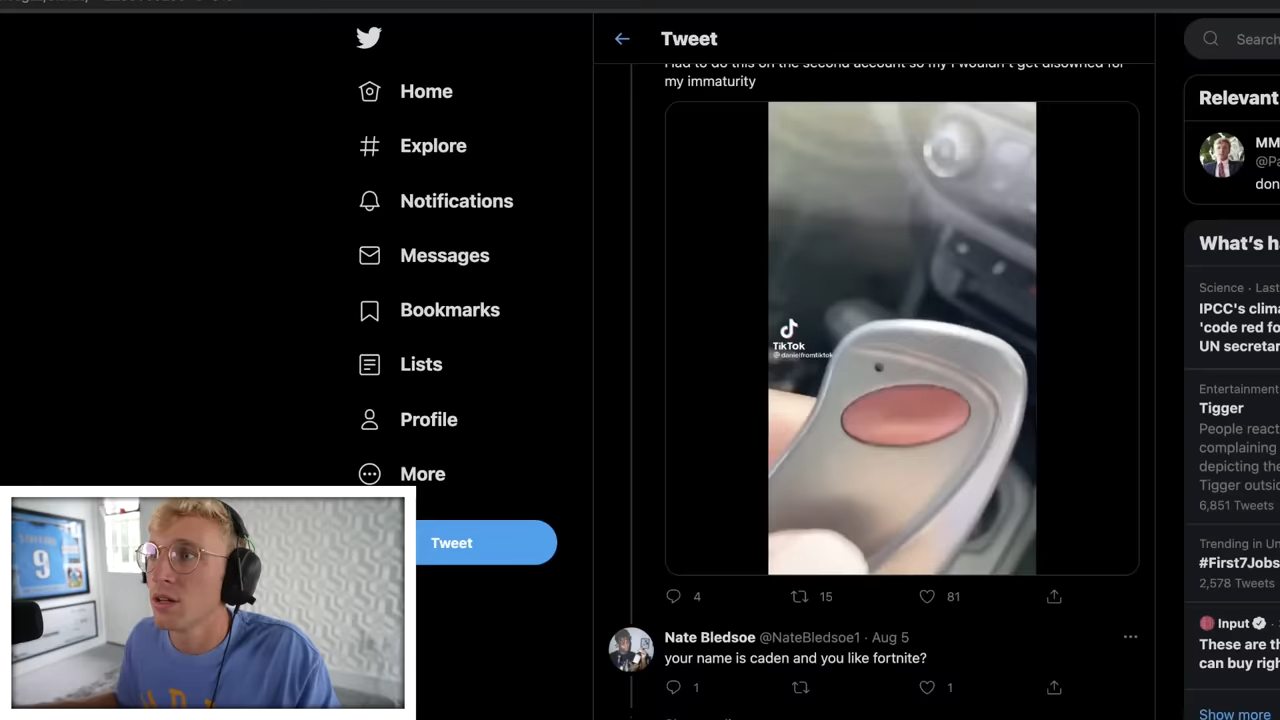 Tweet
Search
Home
Explore
Notifications
Messages
Bookmarks
Lists
Profile
More
Tweet
Had to do this on the second account so my I wouldn't get disowned for
my immaturity
TikTok
@danielfromtiktok
4
15
81
Nate Bledsoe @NateBledsoe1 · Aug 5
your name is caden and you like fortnite?
1
1
Relevant
MM
@Pa
don
What's ha
Science · Last
IPCC's clima
'code red fo
UN secretar
Entertainment
Tigger
People react
complaining
depicting the
Tigger outsid
6,851 Tweets
Trending in Un
#First7Jobs
2,578 Tweets
Input
These are th
can buy righ
Show more
9